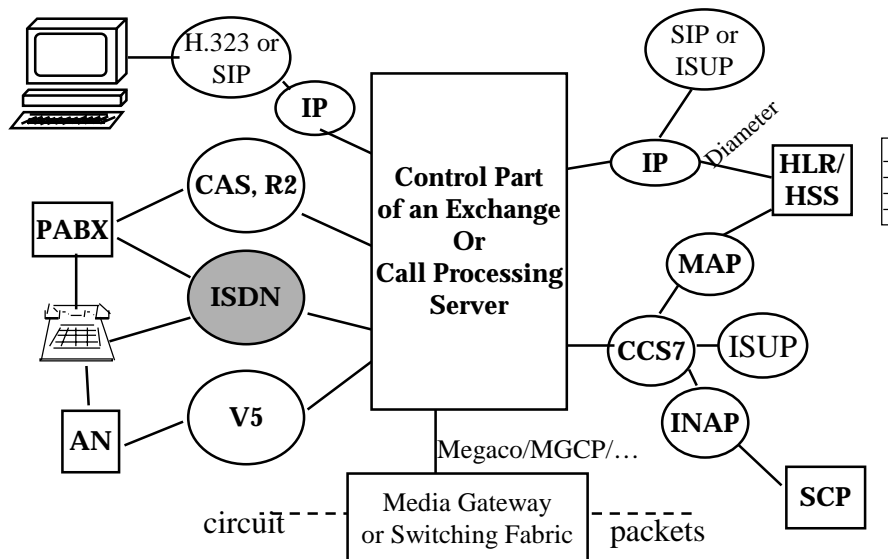 H.323 or
SIP
IP
SIP or
ISUP
Diameter
IP
HLR/
HSS
CAS, R2
Control Part
of an Exchange
Or
Call Processing
Server
PABX
ISDN
MAP
CCS7
ISUP
V5
AN
INAP
Megaco/MGCP/…
SCP
Media Gateway
or Switching Fabric
circuit
packets